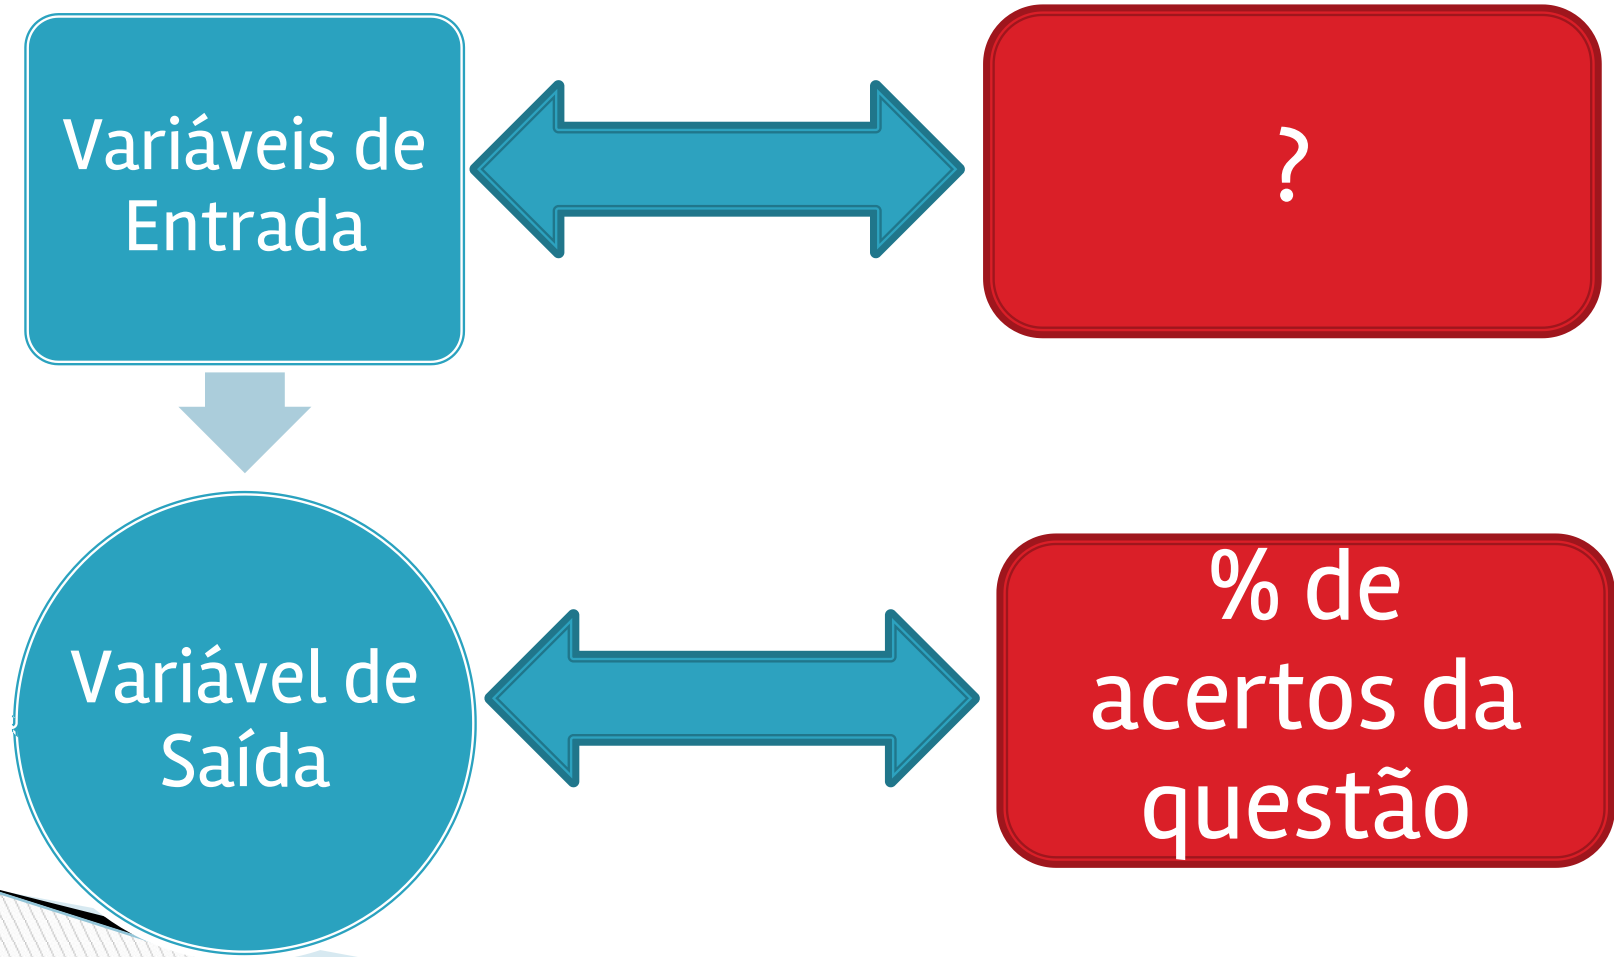 Variáveis de
Entrada
?
Variável de
Saída
% de
acertos da
questão